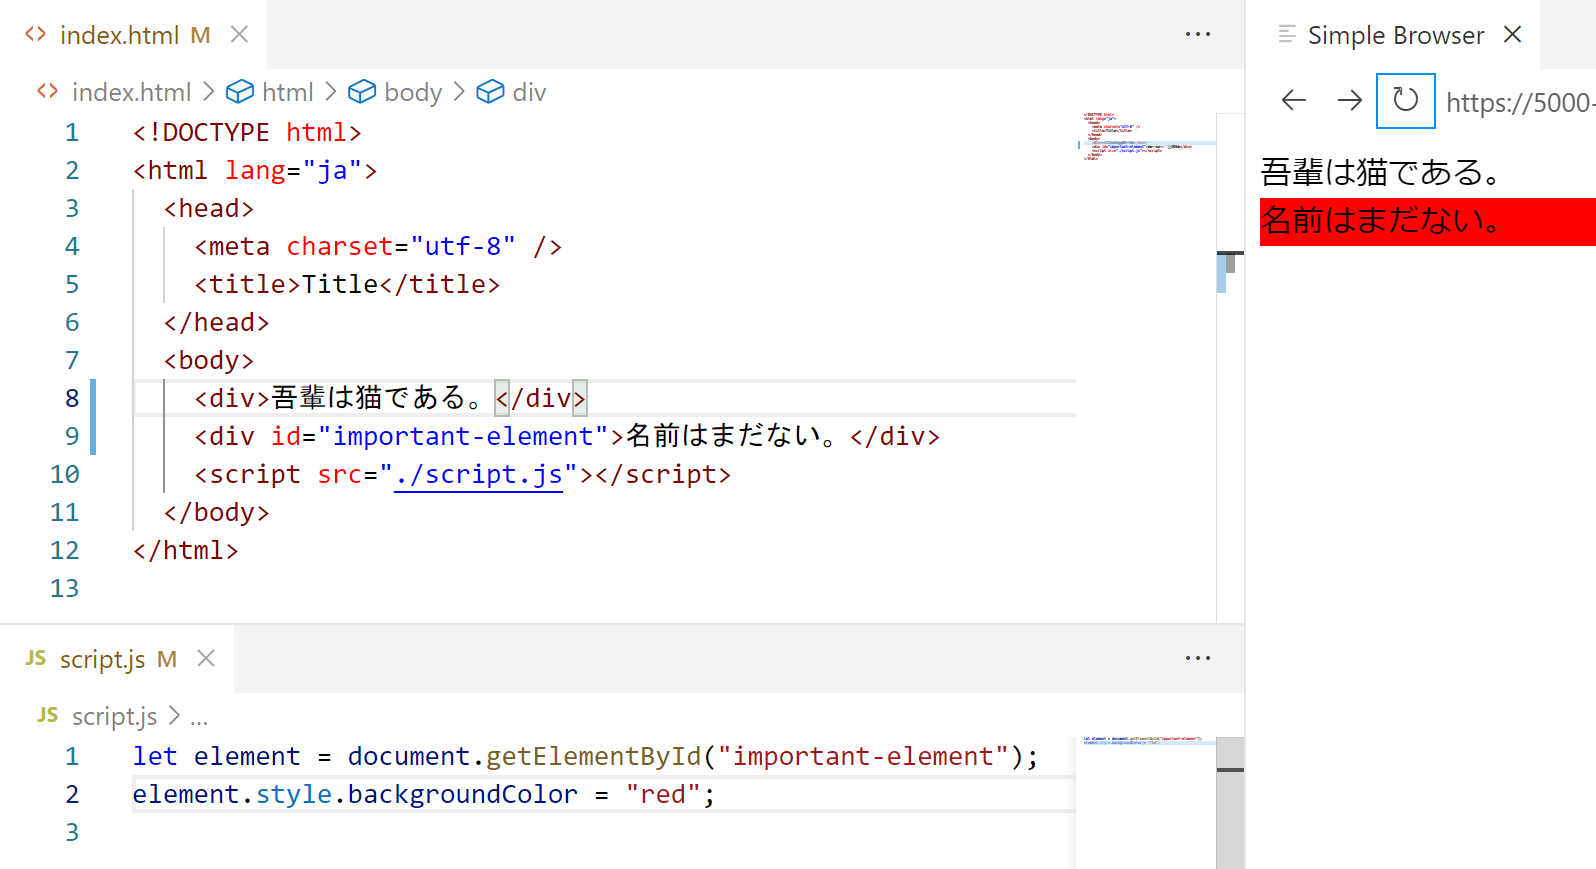 index.html M
index.html > html > body > div
1 <!DOCTYPE html>
2 <html lang="ja">
3 <head>
4 <meta charset="utf-8" />
5 <title>Title</title>
6 </head>
7 <body>
8 <div>吾輩は猫である。</div>
9 <div id="important-element">名前はまだない。</div>
10 <script src="./script.js"></script>
11 </body>
12 </html>
13
JS script.js M
JS script.js > ...
1 let element = document.getElementById("important-element");
2 element.style.backgroundColor = "red";
3
Simple Browser
https://5000-
吾輩は猫である。
名前はまだない。